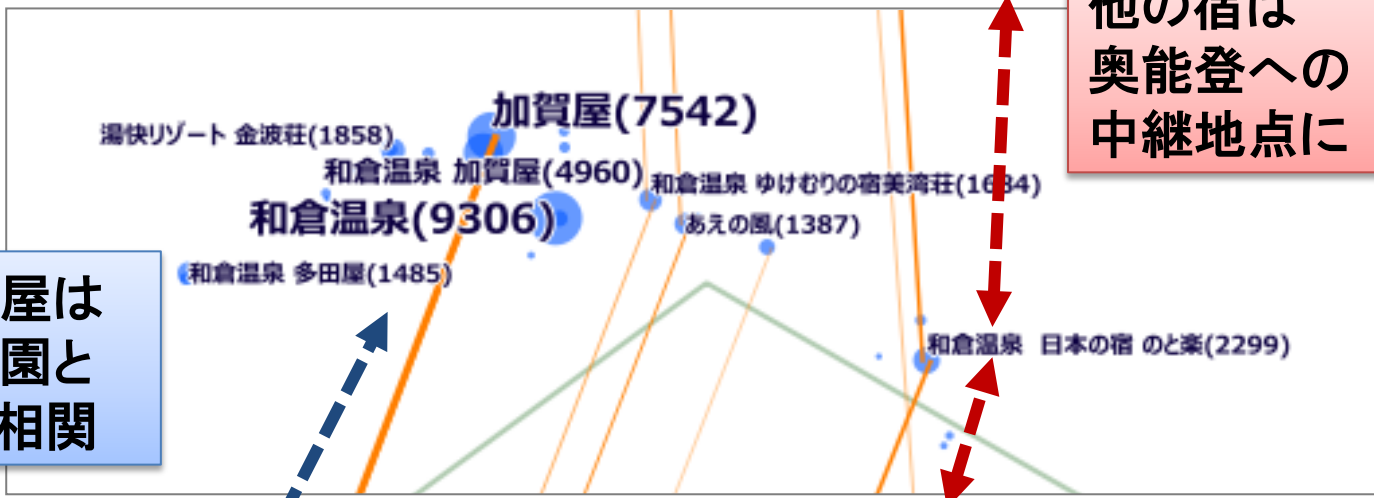 他の宿は
奥能登への
中継地点に
加賀屋(7542)
湯快リゾート 金波荘(1858)
和倉温泉 加賀屋(4960)
和倉温泉 ゆけむりの宿美湾荘(1684)
和倉温泉(9306)
あえの風(1387)
和倉温泉 多田屋(1485)
屋は
園と
相関
和倉温泉 日本の宿 のと楽(2299)